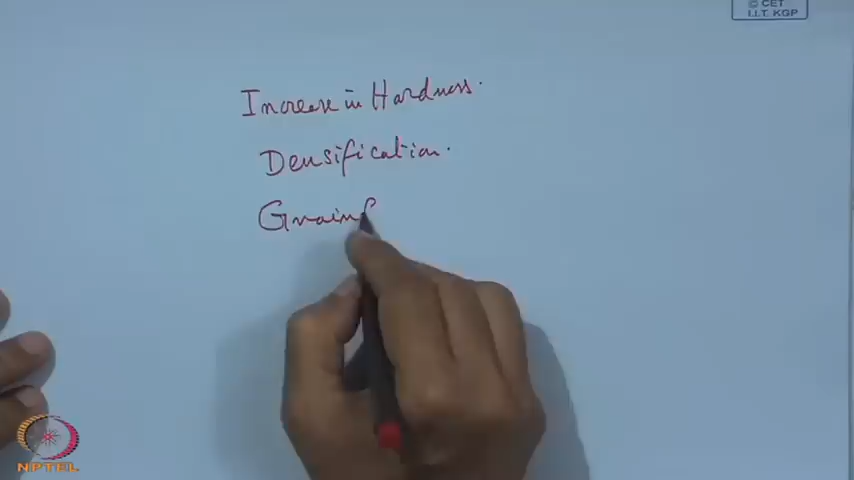 © CET
I.I.T. KGP
Increase in Hardness.
Densification.
Grain
NPTEL